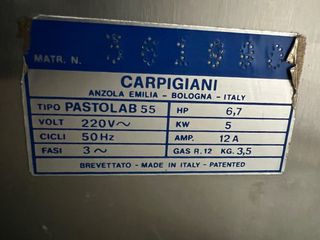 MATR. N.
CARPIGIANI
ANZOLA EMILIA - BOLOGNA - ITALY
TIPO PASTOLAB 55 HP 6,7
VOLT 220V~ KW 5
CICLI 50Hz AMP. 12A
FASI 3~ GAS R.12 KG. 3,5
BREVETTATO - MADE IN ITALY - PATENTED